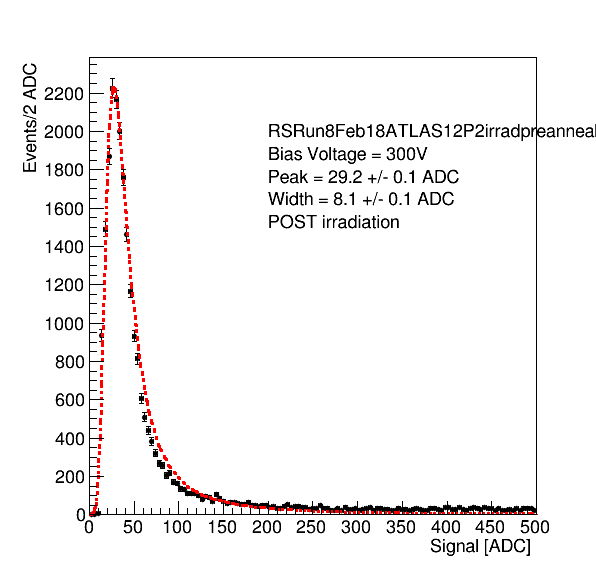 Events/2 ADC
2200
2000
1800
1600
1400
1200
1000
800
600
400
200
0
RSRun8Feb18ATLAS12P2irradpreanneal
Bias Voltage = 300V
Peak = 29.2 +/- 0.1 ADC
Width = 8.1 +/- 0.1 ADC
POST irradiation
0 50 100 150 200 250 300 350 400 450 500
Signal [ADC]